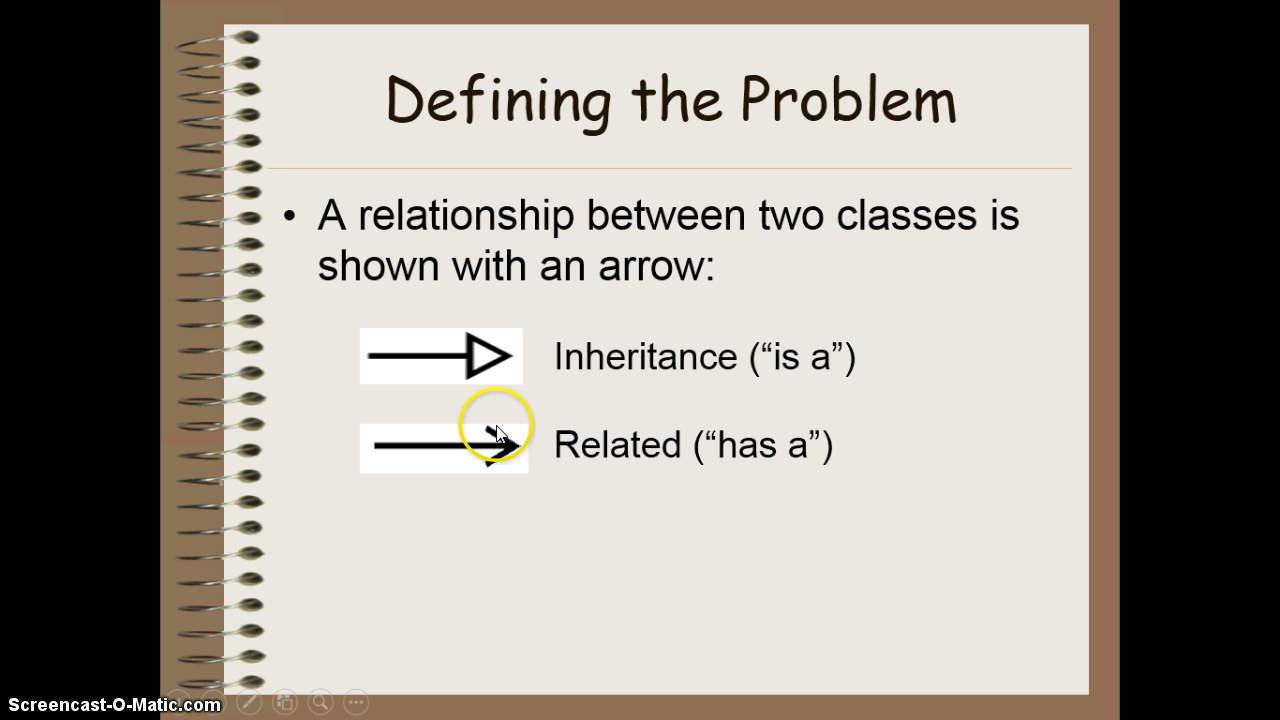 Defining the Problem
• A relationship between two classes is
shown with an arrow:
Inheritance (“is a”)
Related (“has a”)
Screencast-O-Matic.com